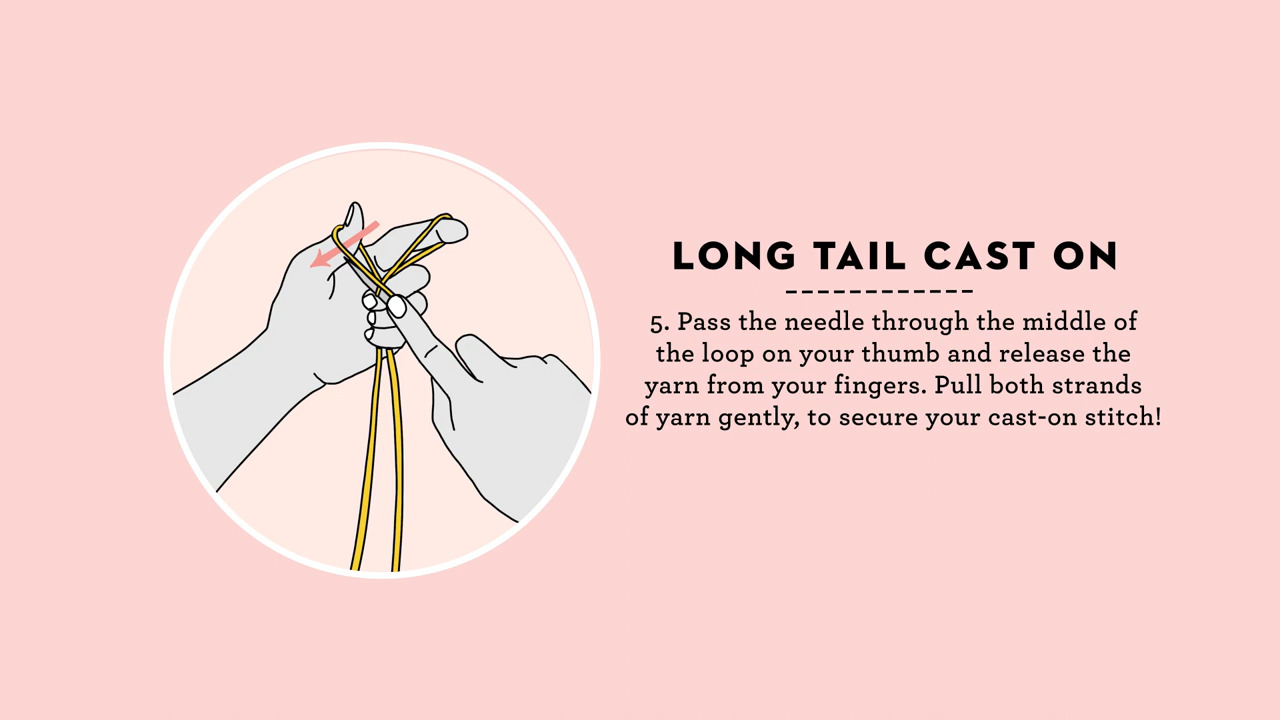 LONG TAIL CAST ON
5. Pass the needle through the middle of
the loop on your thumb and release the
yarn from your fingers. Pull both strands
of yarn gently, to secure your cast-on stitch!